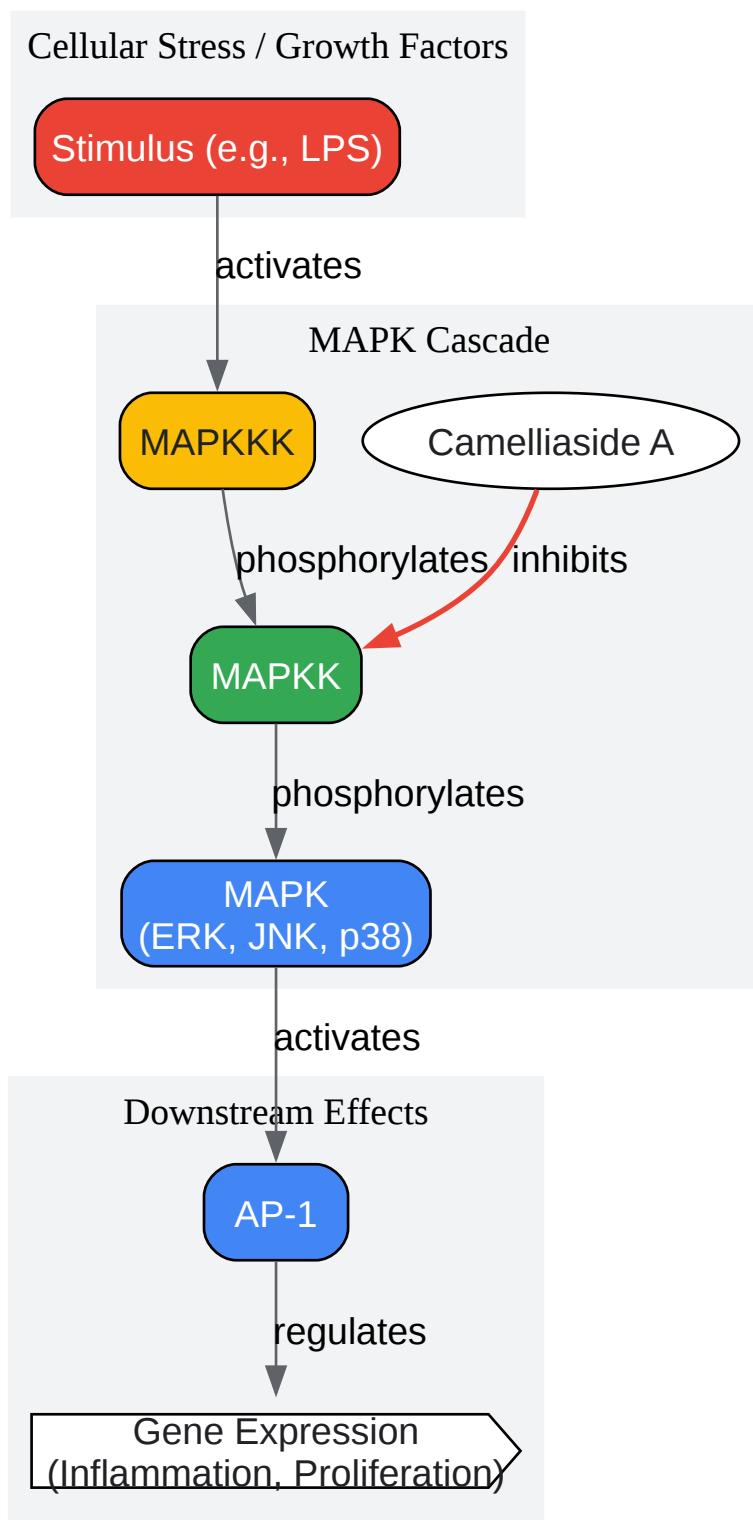 Cellular Stress / Growth Factors
Stimulus (e.g., LPS)
activates
MAPK Cascade
MAPKKK
Camelliaside A
phosphorylates
inhibits
MAPKK
phosphorylates
MAPK
(ERK, JNK, p38)
activates
Downstream Effects
AP-1
regulates
Gene Expression
(Inflammation, Proliferation)